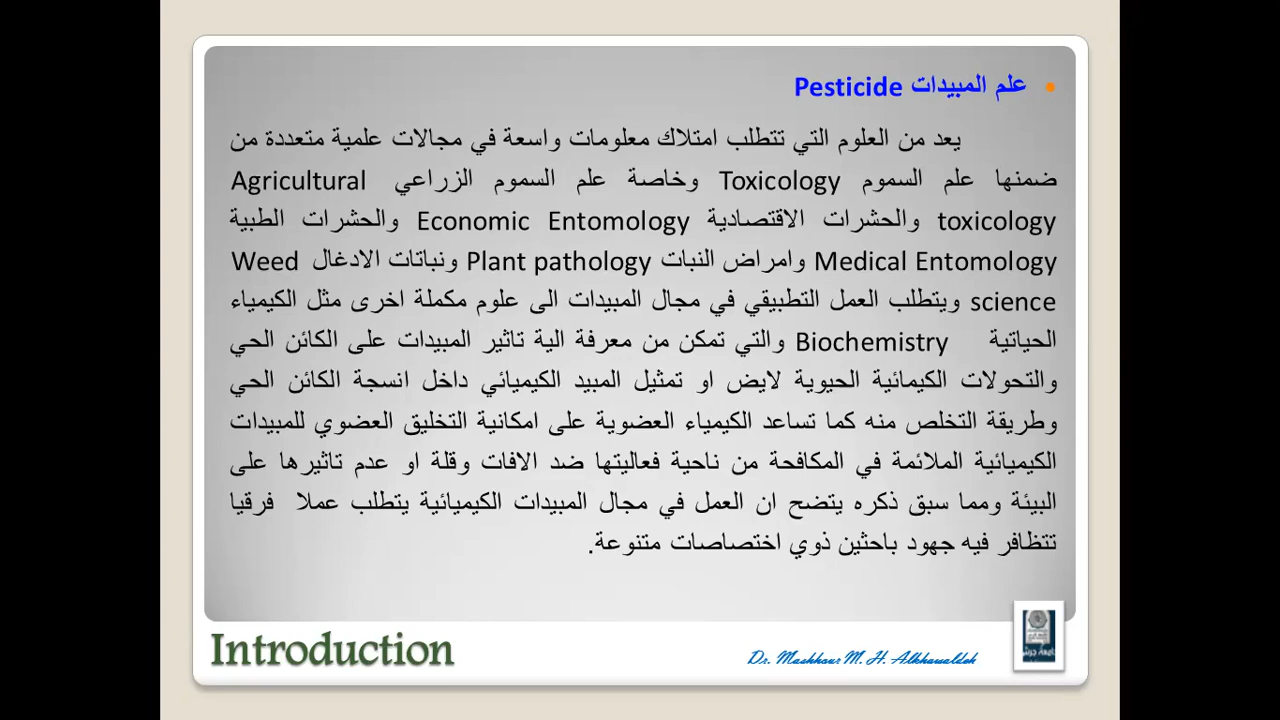 علم المبيدات Pesticide
يعد من العلوم التي تتطلب امتلاك معلومات واسعة في مجالات علمية متعددة من
ضمنها علم السموم Toxicology وخاصة علم السموم الزراعي Agricultural
toxicology والحشرات الاقتصادية Economic Entomology والحشرات الطبية
Medical Entomology وامراض النبات Plant pathology ونباتات الادغال Weed
science ويتطلب العمل التطبيقي في مجال المبيدات الى علوم مكملة اخرى مثل الكيمياء
الحياتية Biochemistry والتي تمكن من معرفة الية تاثير المبيدات على الكائن الحي
والتحولات الكيمائية الحيوية لايض او تمثيل المبيد الكيميائي داخل انسجة الكائن الحي
وطريقة التخلص منه كما تساعد الكيمياء العضوية على امكانية التخليق العضوي للمبيدات
الكيميائية الملائمة في المكافحة من ناحية فعاليتها ضد الافات وقلة او عدم تاثيرها على
البيئة ومما سبق ذكره يتضح ان العمل في مجال المبيدات الكيميائية يتطلب عملا فرقيا
تتظافر فيه جهود باحثين ذوي اختصاصات متنوعة.
Introduction
Dr. Mashhour M. H. Alkhawaldeh